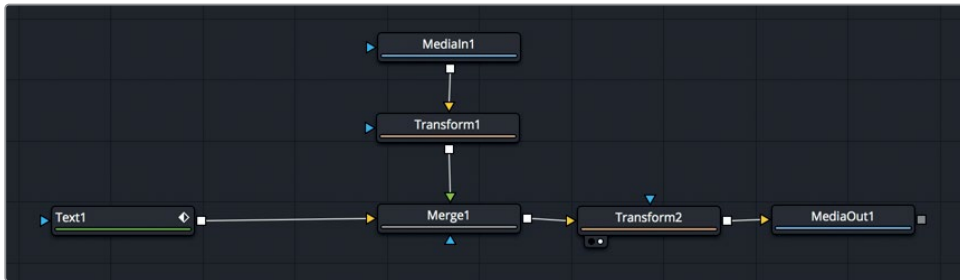 MediaIn1
Transform1
Text1
Merge1
Transform2
MediaOut1